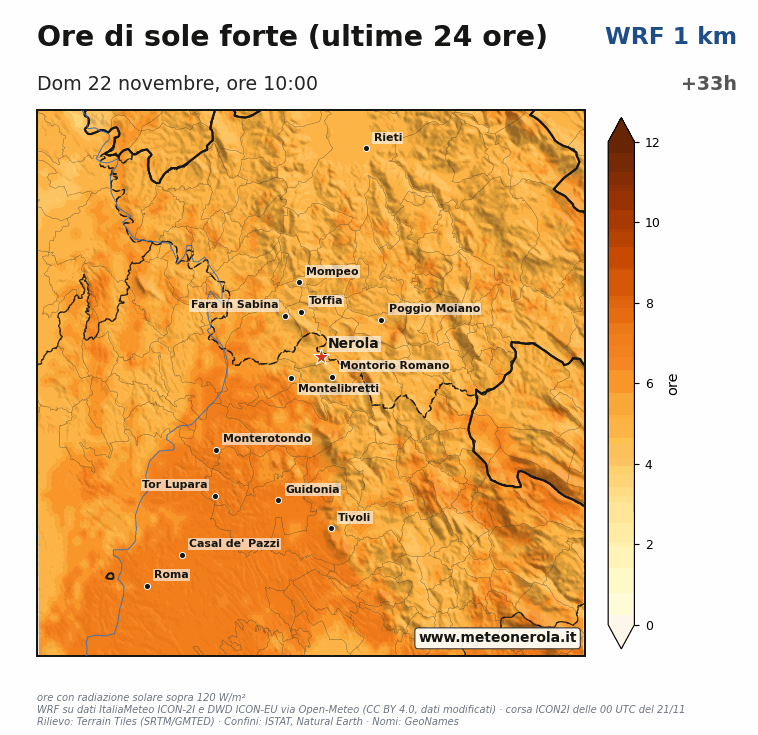 Ore di sole forte (ultime 24 ore)
WRF 1 km
Dom 22 novembre, ore 10:00
+33h
Rieti
Mompeo
Toffia
Fara in Sabina
Poggio Moiano
Nerola
Montorio Romano
Montelibretti
Monterotondo
Tor Lupara
Guidonia
Tivoli
Casal de' Pazzi
Roma
www.meteonerola.it
12
10
8
6
4
2
0
ore
ore con radiazione solare sopra 120 W/m²
WRF su dati ItaliaMeteo ICON-2I e DWD ICON-EU via Open-Meteo (CC BY 4.0, dati modificati) · corsa ICON2I delle 00 UTC del 21/11
Rilievo: Terrain Tiles (SRTM/GMTED) · Confini: ISTAT, Natural Earth · Nomi: GeoNames